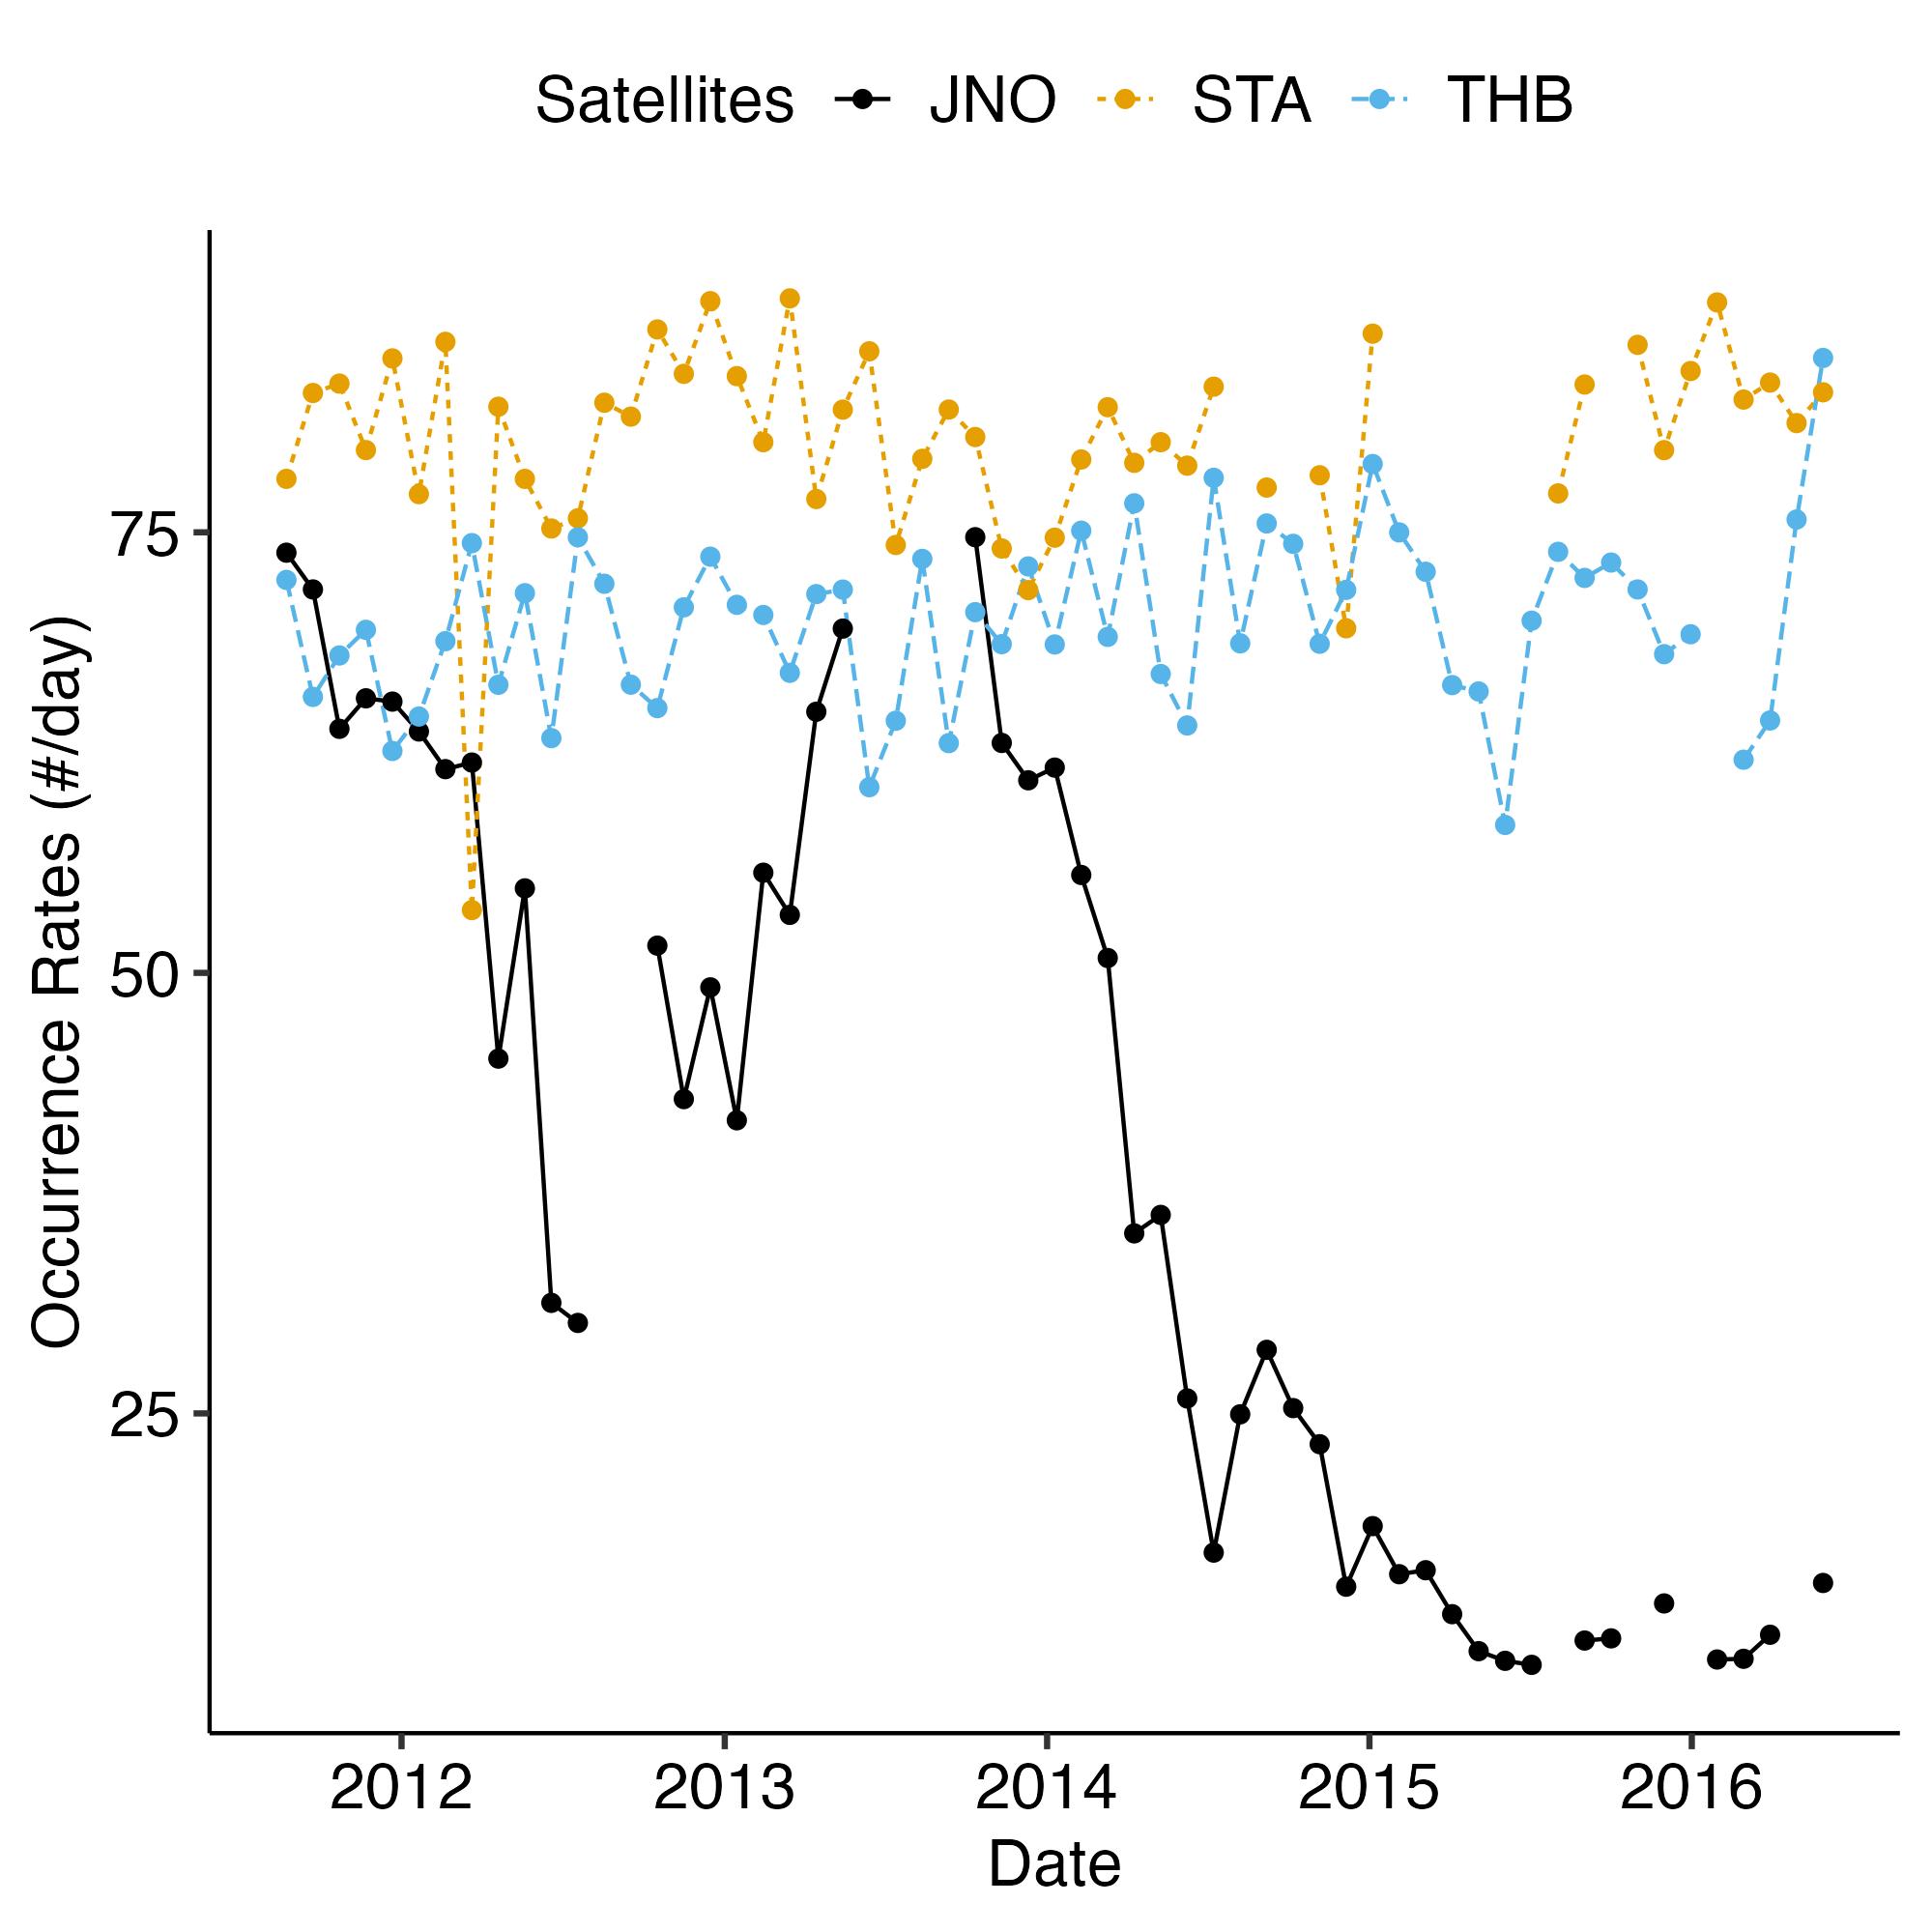 Satellites JNO STA THB
75
50
25
Occurrence Rates (#/day)
2012 2013 2014 2015 2016
Date